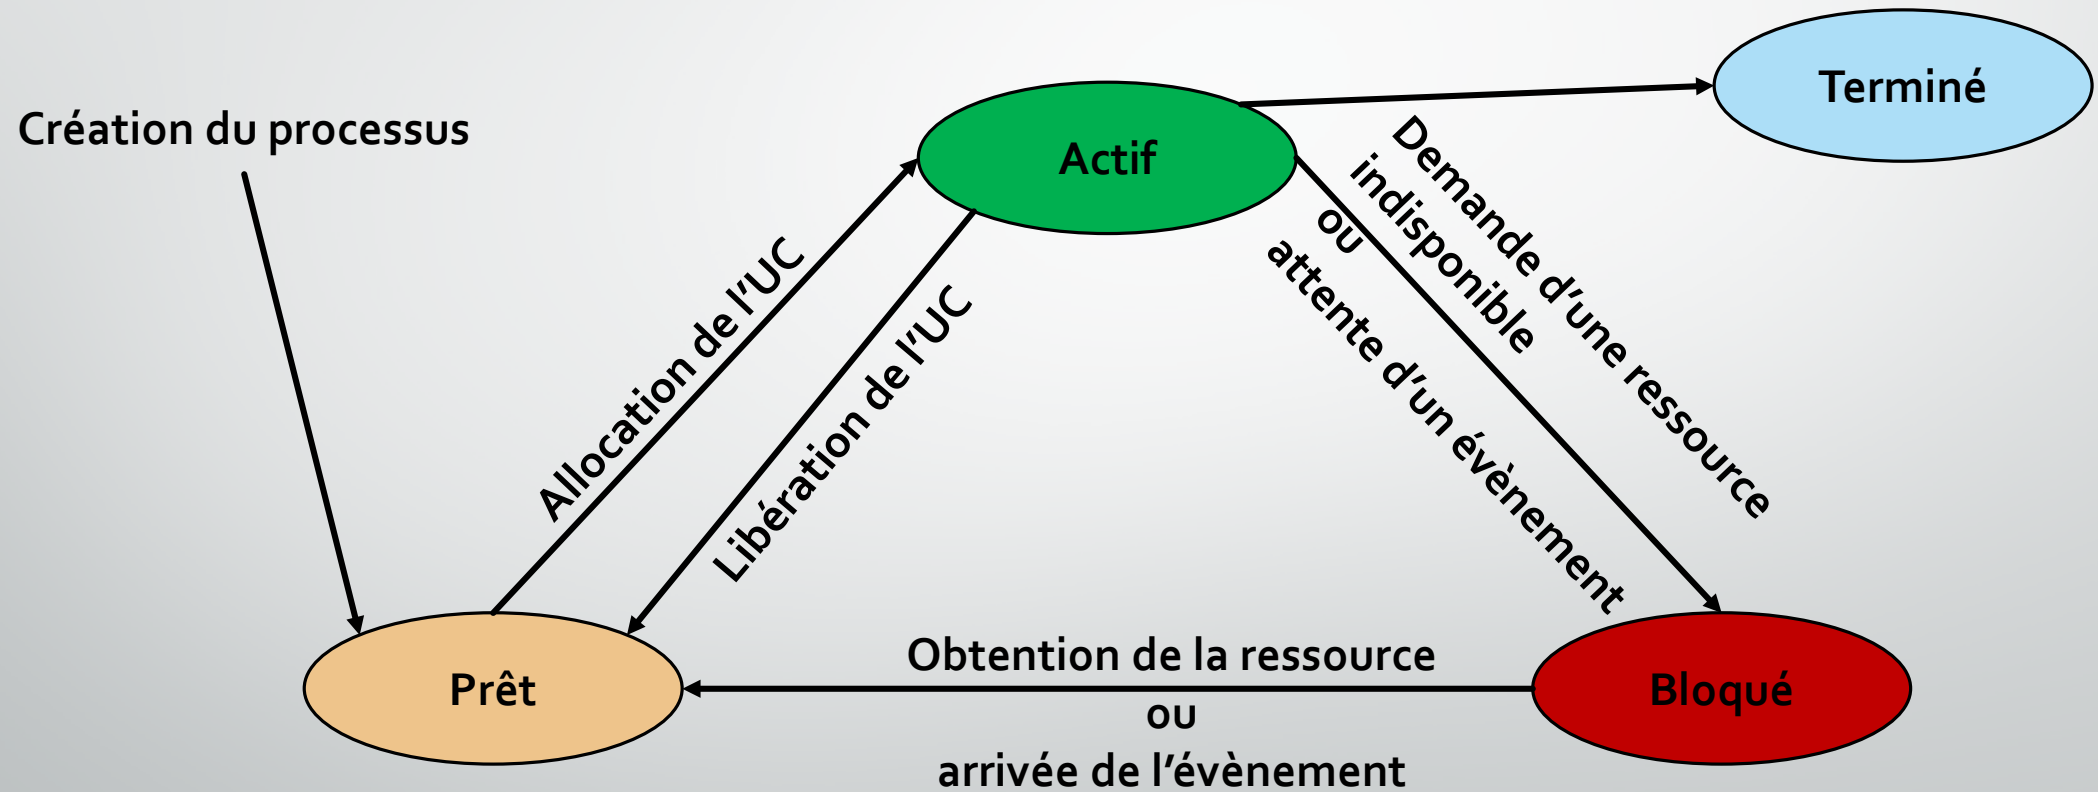 Création du processus
Actif
Terminé
Allocation de l'UC
Libération de l'UC
Demande d'une ressource
indisponible
ou
attente d'un évènement
Prêt
Obtention de la ressource
ou
arrivée de l'évènement
Bloqué